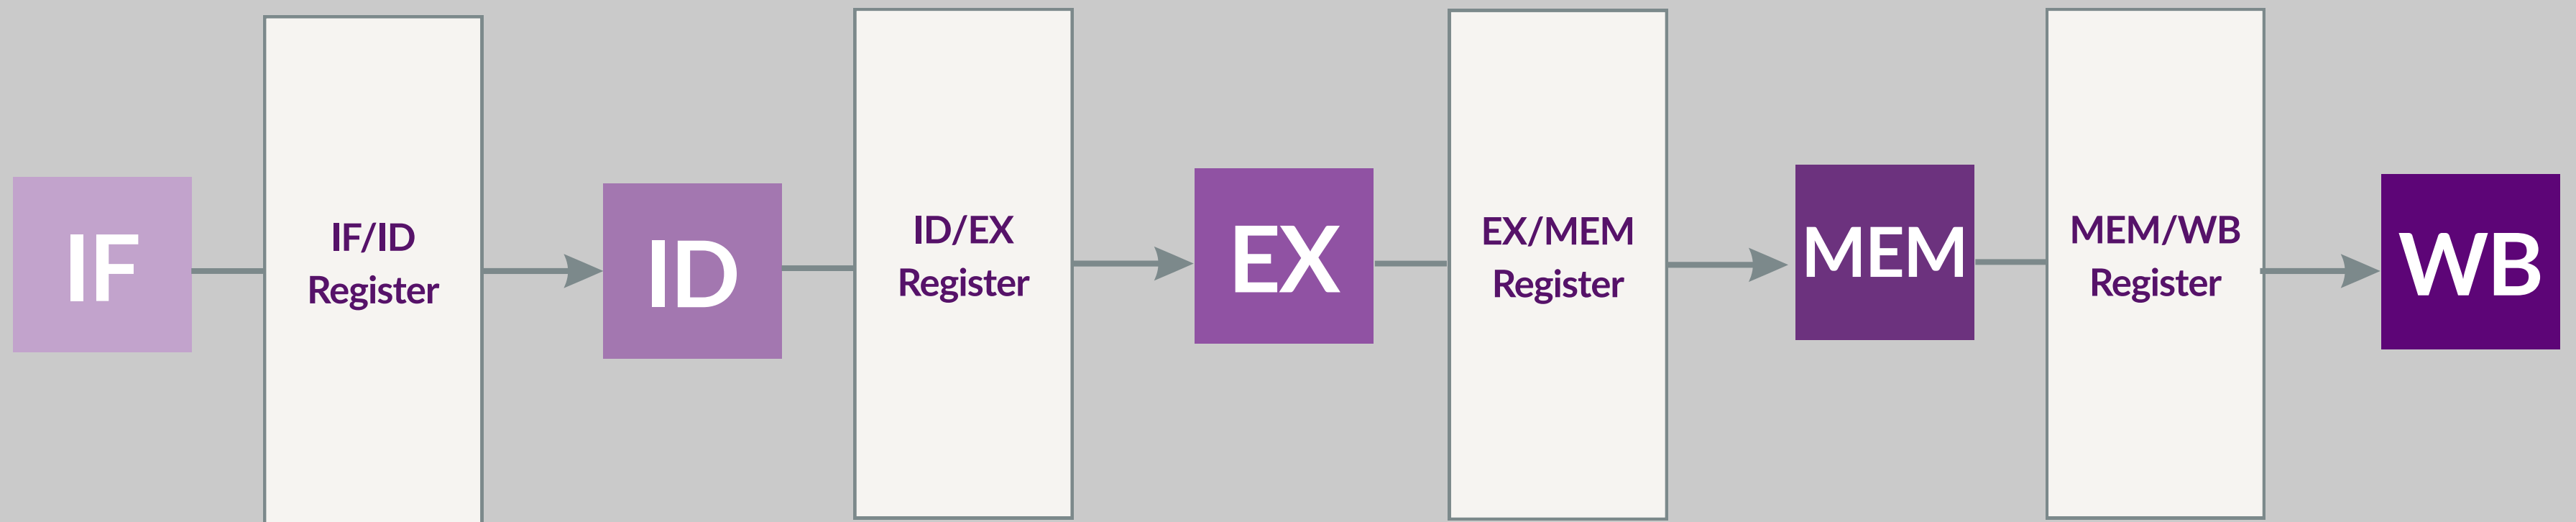 IF
IF/ID
Register
ID
ID/EX
Register
EX
EX/MEM
Register
MEM
MEM/WB
Register
WB